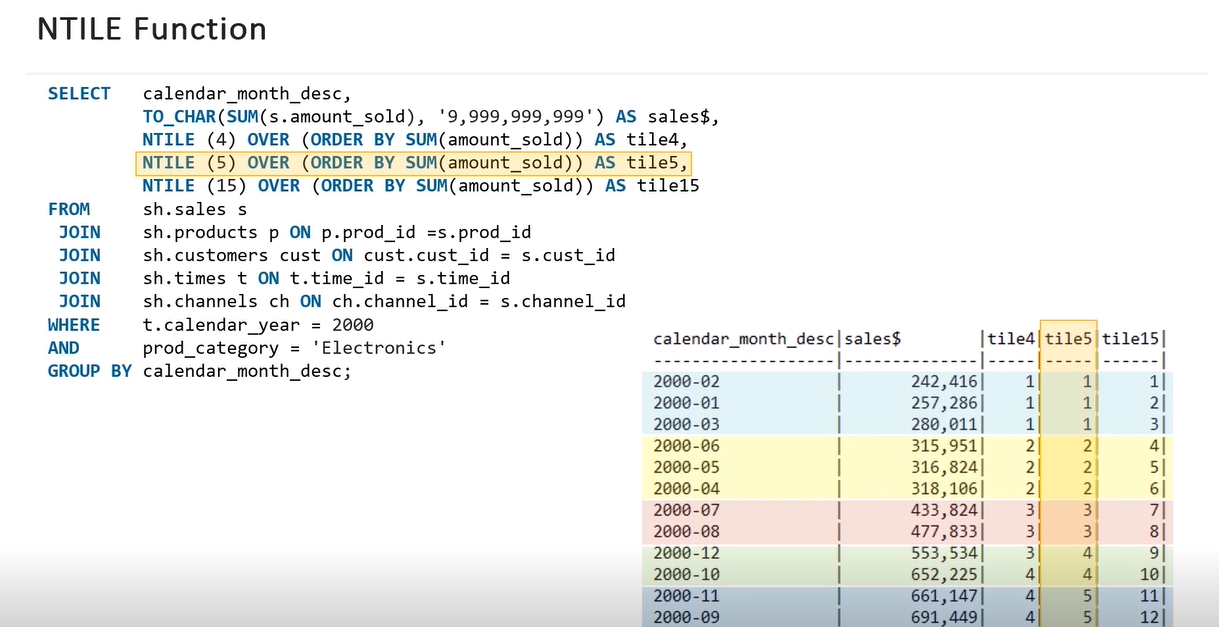 NTILE Function
SELECT calendar_month_desc,
TO_CHAR(SUM(s.amount_sold), '9,999,999,999') AS sales$,
NTILE (4) OVER (ORDER BY SUM(amount_sold)) AS tile4,
NTILE (5) OVER (ORDER BY SUM(amount_sold)) AS tile5,
NTILE (15) OVER (ORDER BY SUM(amount_sold)) AS tile15
FROM sh.sales s
JOIN sh.products p ON p.prod_id =s.prod_id
JOIN sh.customers cust ON cust.cust_id = s.cust_id
JOIN sh.times t ON t.time_id = s.time_id
JOIN sh.channels ch ON ch.channel_id = s.channel_id
WHERE t.calendar_year = 2000
AND prod_category = 'Electronics'
GROUP BY calendar_month_desc;
calendar_month_desc|sales$ |tile4|tile5|tile15|
-------------------|--------------|-----|-----|------|
2000-02 | 242,416| 1| 1| 1|
2000-01 | 257,286| 1| 1| 2|
2000-03 | 280,011| 1| 1| 3|
2000-06 | 315,951| 2| 2| 4|
2000-05 | 316,824| 2| 2| 5|
2000-04 | 318,106| 2| 2| 6|
2000-07 | 433,824| 3| 3| 7|
2000-08 | 477,833| 3| 3| 8|
2000-12 | 553,534| 3| 4| 9|
2000-10 | 652,225| 4| 4| 10|
2000-11 | 661,147| 4| 5| 11|
2000-09 | 691,449| 4| 5| 12|